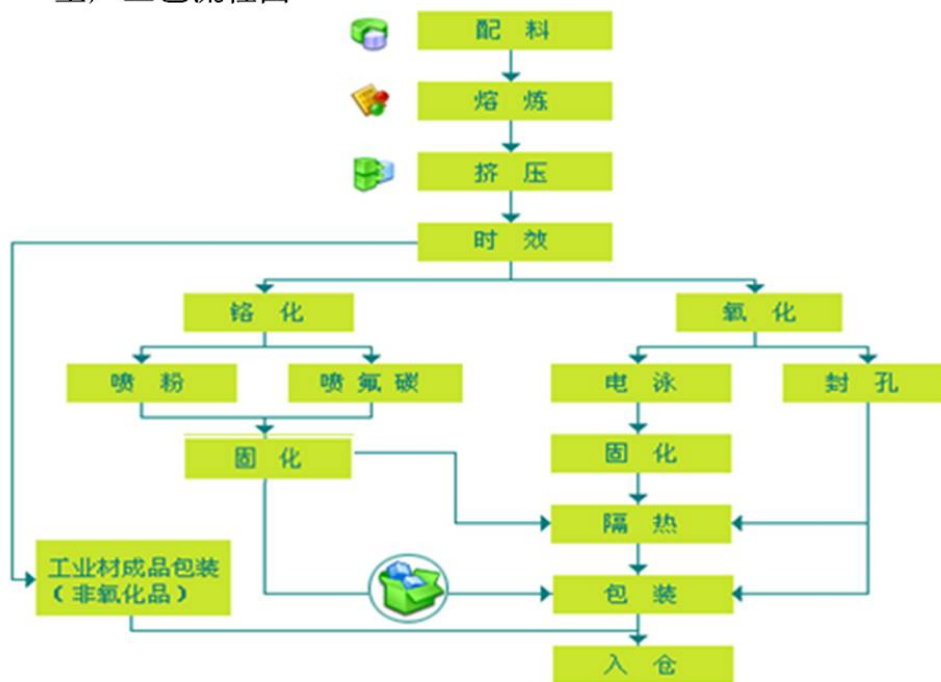 配 料
熔 炼
挤 压
时 效
铬 化
氧 化
喷 粉
喷 氟 碳
电 泳
封 孔
固 化
固 化
隔 热
工业材成品包装
（非氧化品）
包 装
入 仓